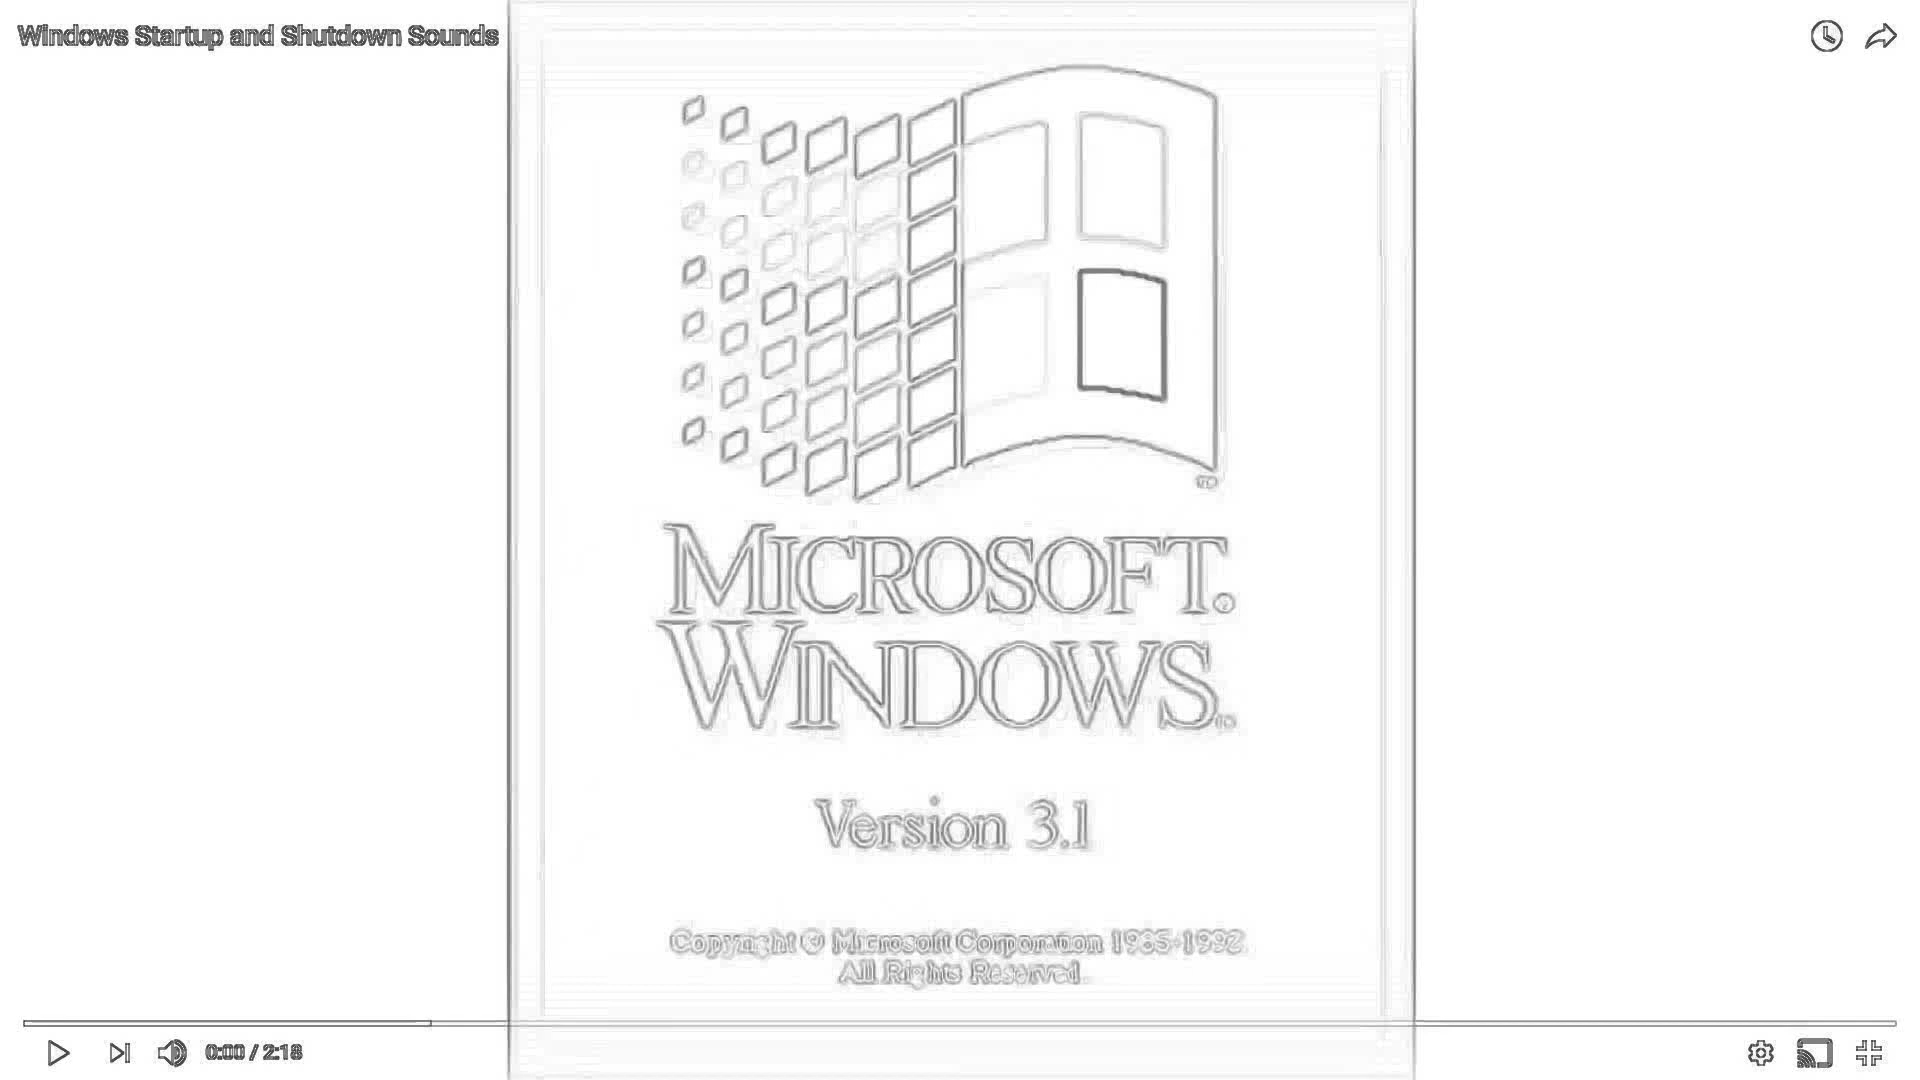 Windows Startup and Shutdown Sounds
MICROSOFT®
WINDOWS™
Version 3.1
Copyright © Microsoft Corporation 1985-1992
All Rights Reserved.
0:00 / 2:18